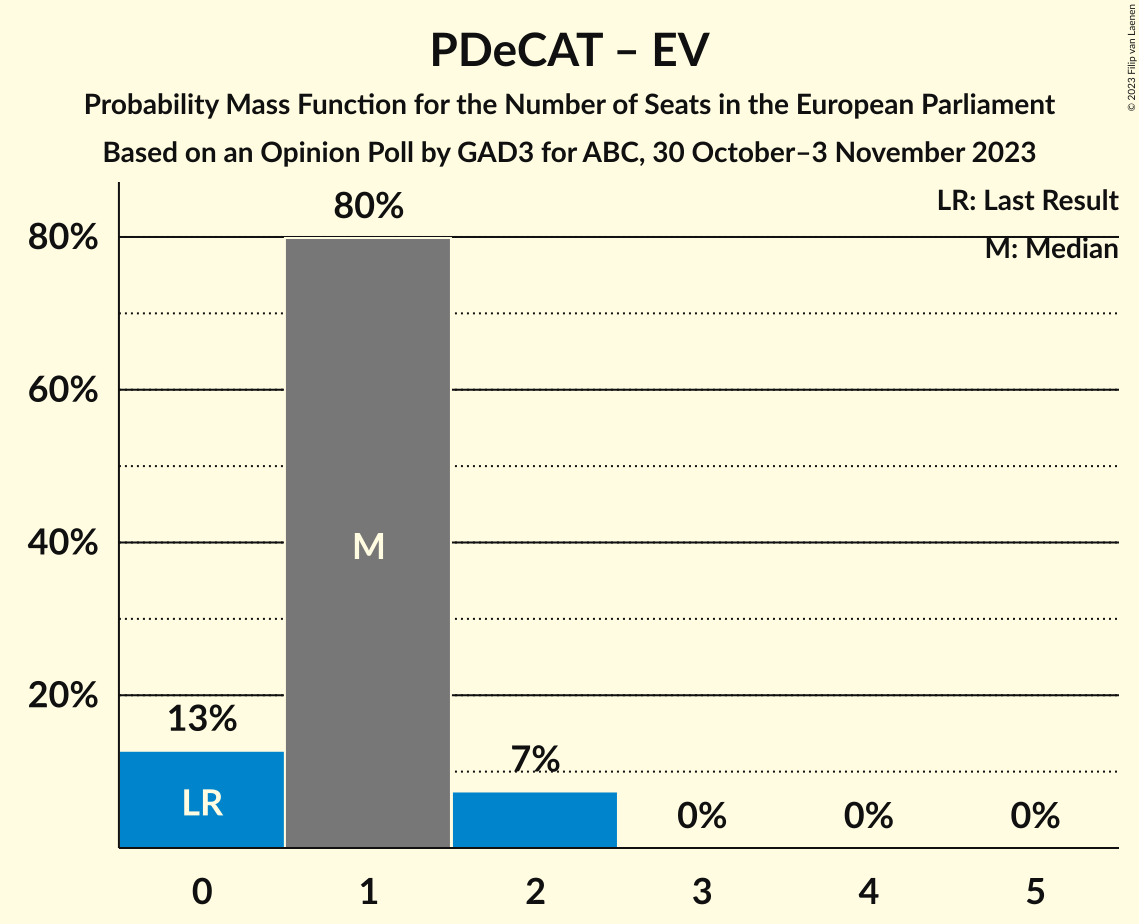 PDeCAT – EV
Probability Mass Function for the Number of Seats in the European Parliament
Based on an Opinion Poll by GAD3 for ABC, 30 October–3 November 2023
© 2023 Filip van Laenen
LR: Last Result
M: Median
80%
60%
40%
20%
13%
80%
7%
0%
0%
0%
LR
M
0
1
2
3
4
5